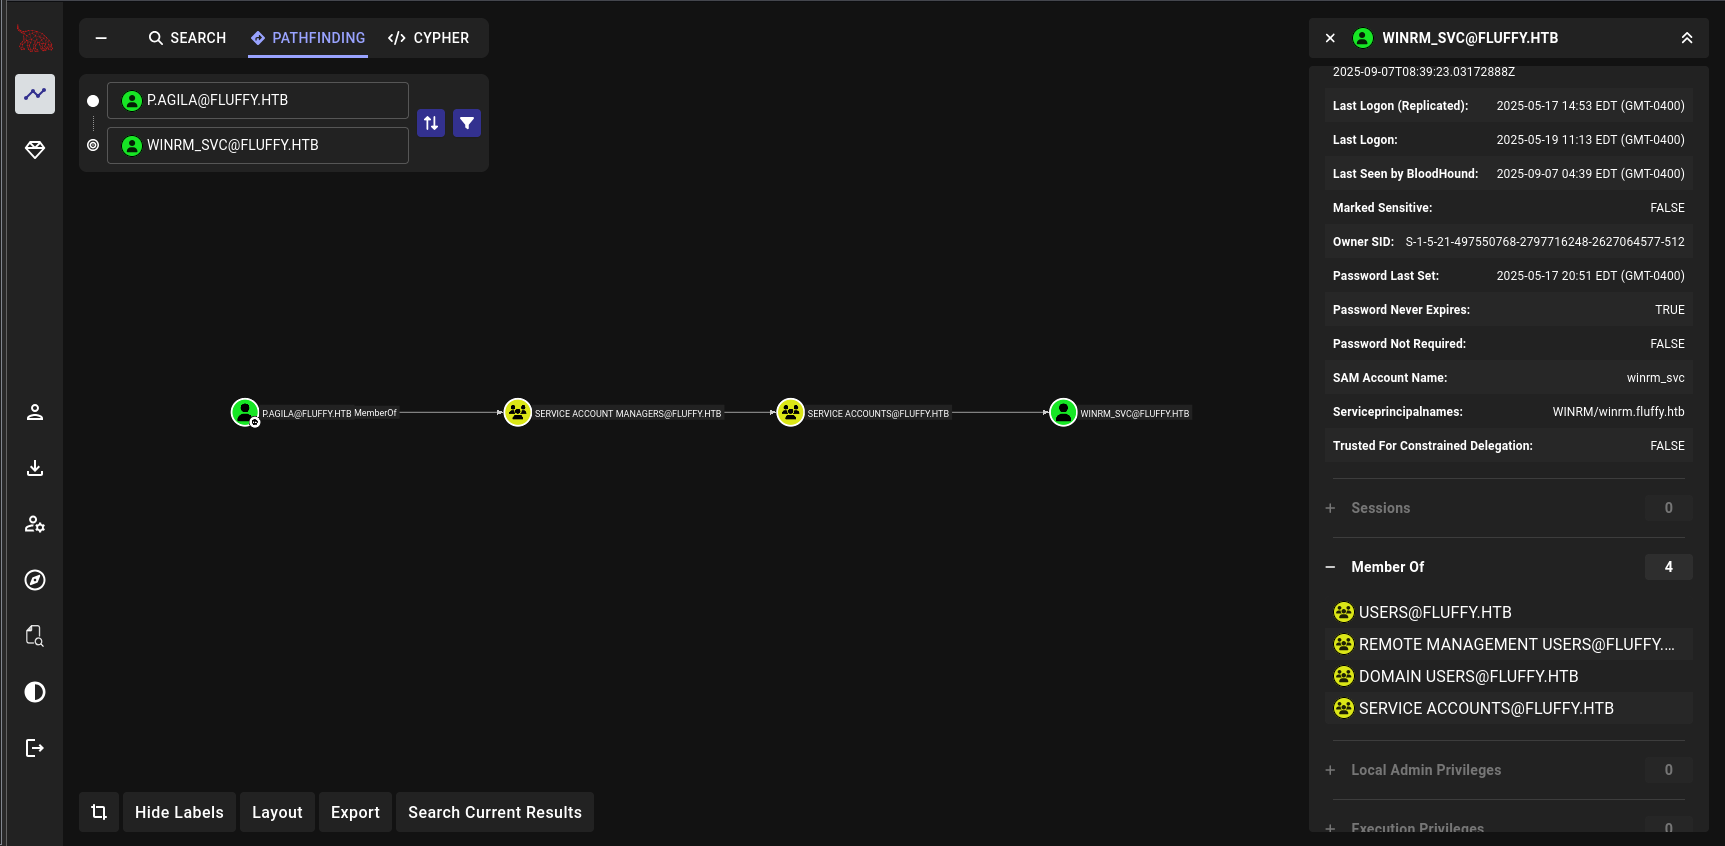 SEARCH
PATHFINDING
CYPHER
P.AGILA@FLUFFY.HTB
WINRM_SVC@FLUFFY.HTB
P.AGILA@FLUFFY.HTB MemberOf
SERVICE ACCOUNT MANAGERS@FLUFFY.HTB
SERVICE ACCOUNTS@FLUFFY.HTB
WINRM_SVC@FLUFFY.HTB
Hide Labels
Layout
Export
Search Current Results
WINRM_SVC@FLUFFY.HTB
2025-09-07T08:39:23.03172888Z
Last Logon (Replicated): 2025-05-17 14:53 EDT (GMT-0400)
Last Logon: 2025-05-19 11:13 EDT (GMT-0400)
Last Seen by BloodHound: 2025-09-07 04:39 EDT (GMT-0400)
Marked Sensitive: FALSE
Owner SID: S-1-5-21-497550768-2797716248-2627064577-512
Password Last Set: 2025-05-17 20:51 EDT (GMT-0400)
Password Never Expires: TRUE
Password Not Required: FALSE
SAM Account Name: winrm_svc
Serviceprincipalnames: WINRM/winrm.fluffy.htb
Trusted For Constrained Delegation: FALSE
Sessions 0
Member Of 4
USERS@FLUFFY.HTB
REMOTE MANAGEMENT USERS@FLUFFY....
DOMAIN USERS@FLUFFY.HTB
SERVICE ACCOUNTS@FLUFFY.HTB
Local Admin Privileges 0
Execution Privileges 0